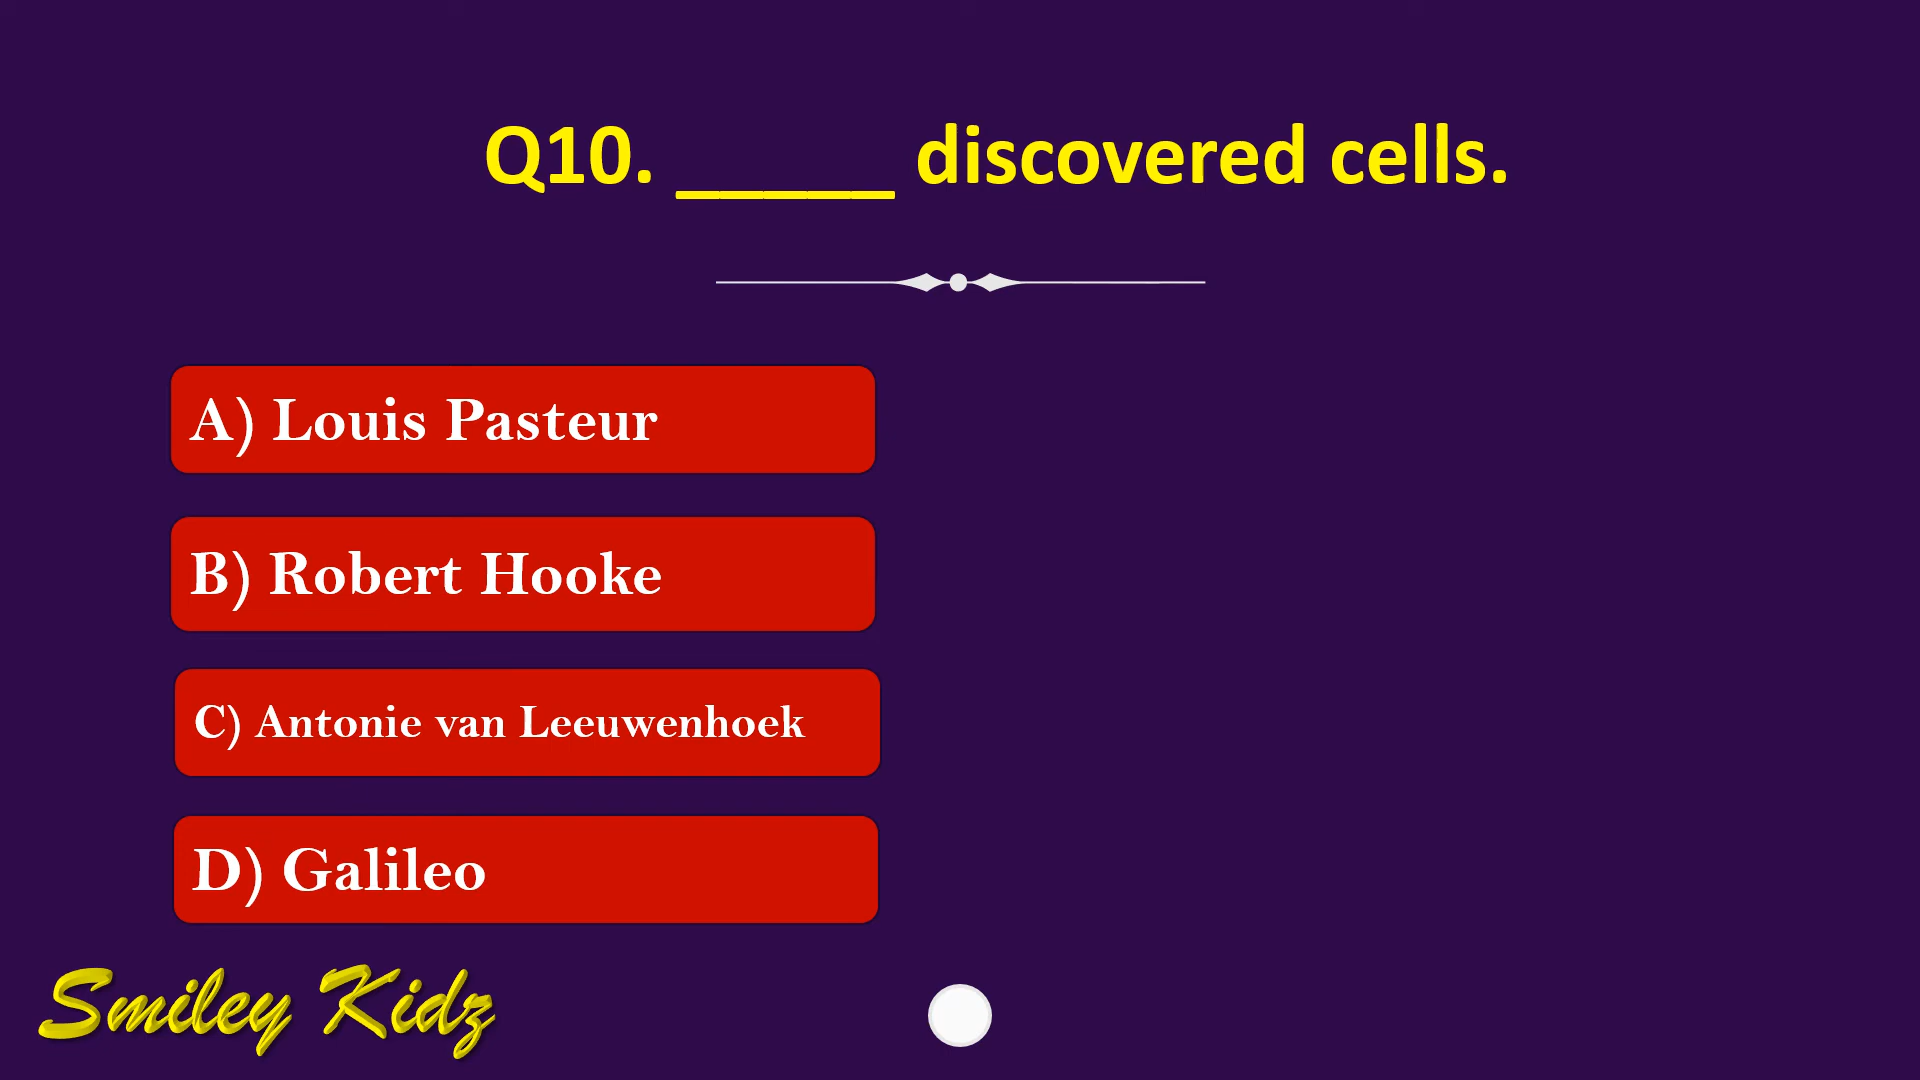 Q10. _____ discovered cells.
A) Louis Pasteur
B) Robert Hooke
C) Antonie van Leeuwenhoek
D) Galileo
Smiley Kidz